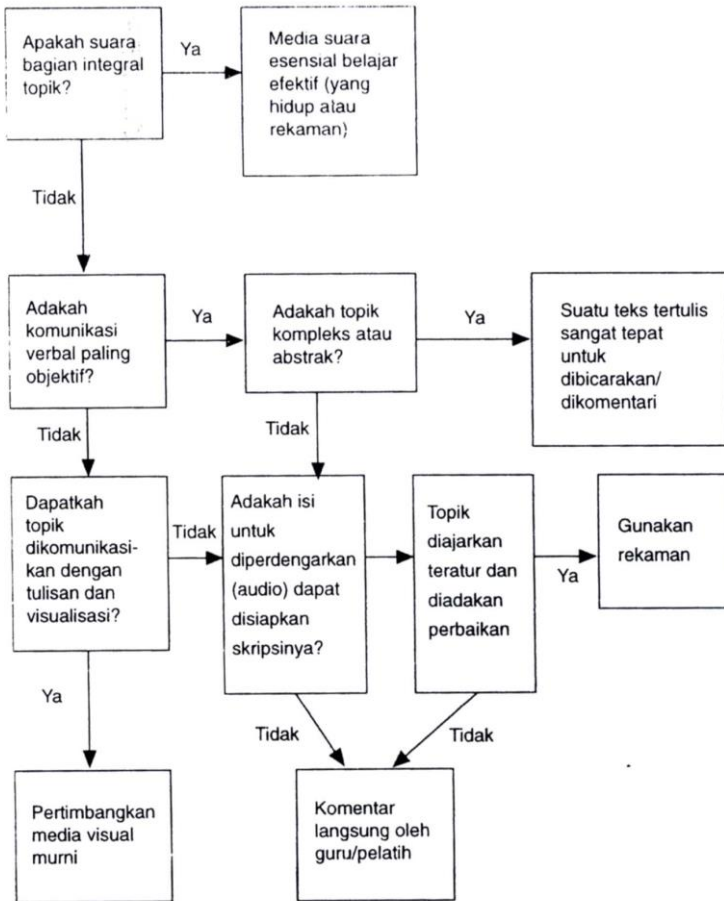 Apakah suara
bagian integral
topik?
Ya
Media suara
esensial belajar
efektif (yang
hidup atau
rekaman)
Tidak
Adakah
komunikasi
verbal paling
objektif?
Ya
Adakah topik
kompleks atau
abstrak?
Ya
Suatu teks tertulis
sangat tepat
untuk
dibicarakan/
dikomentari
Tidak
Tidak
Dapatkah
topik
dikomunikasi-
kan dengan
tulisan dan
visualisasi?
Tidak
Adakah isi
untuk
diperdengarkan
(audio) dapat
disiapkan
skripsinya?
Topik
diajarkan
teratur dan
diadakan
perbaikan
Ya
Gunakan
rekaman
Ya
Tidak
Tidak
Pertimbangkan
media visual
murni
Komentar
langsung oleh
guru/pelatih